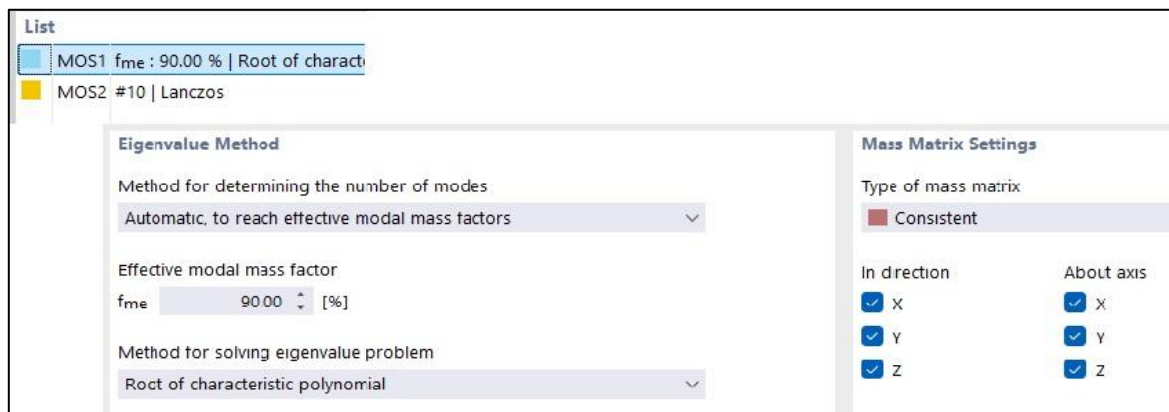 List
MOS1 fme : 90.00 % | Root of charact
MOS2 #10 | Lanczos
Eigenvalue Method
Method for determining the number of modes
Automatic, to reach effective modal mass factors
Effective modal mass factor
fme 90.00 [%]
Method for solving eigenvalue problem
Root of characteristic polynomial
Mass Matrix Settings
Type of mass matrix
Consistent
In direction About axis
X X
Y Y
Z Z